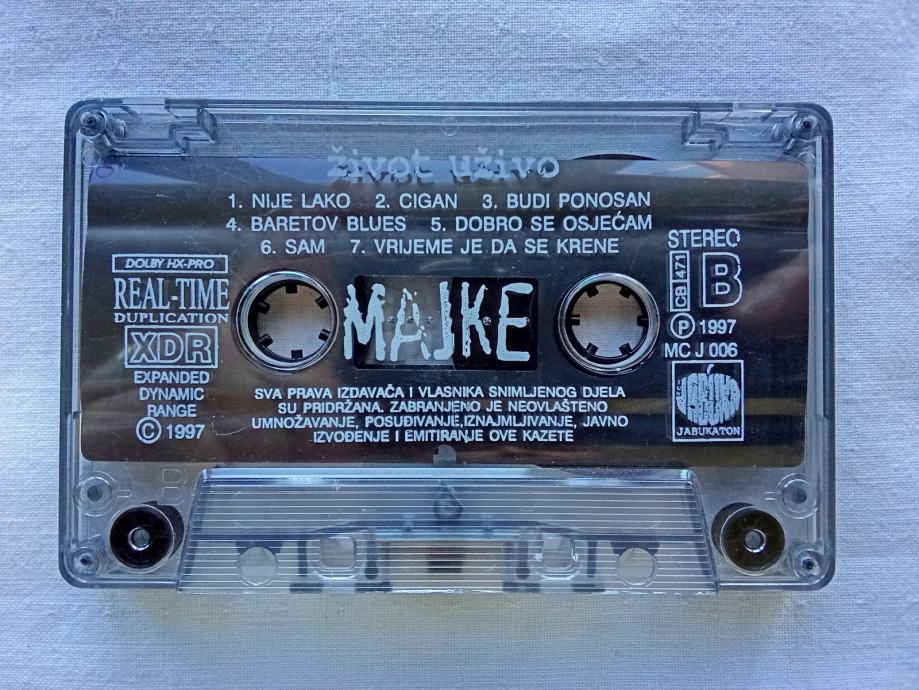 život uživo
1. NIJE LAKO 2. CIGAN 3. BUDI PONOSAN
4. BARETOV BLUES 5. DOBRO SE OSJEĆAM
6. SAM 7. VRIJEME JE DA SE KRENE
DOLBY HX-PRO
REAL-TIME
DUPLICATION
XDR
EXPANDED
DYNAMIC
RANGE
© 1997
MAJKE
STEREO
CB 471
B
℗ 1997
MC J 006
JABUKATON
SVA PRAVA IZDAVAČA I VLASNIKA SNIMLJENOG DJELA
SU PRIDRŽANA. ZABRANJENO JE NEOVLAŠTENO
UMNOŽAVANJE, POSUĐIVANJE,IZNAJMLJIVANJE, JAVNO
IZVOĐENJE I EMITIRANJE OVE KAZETE
B